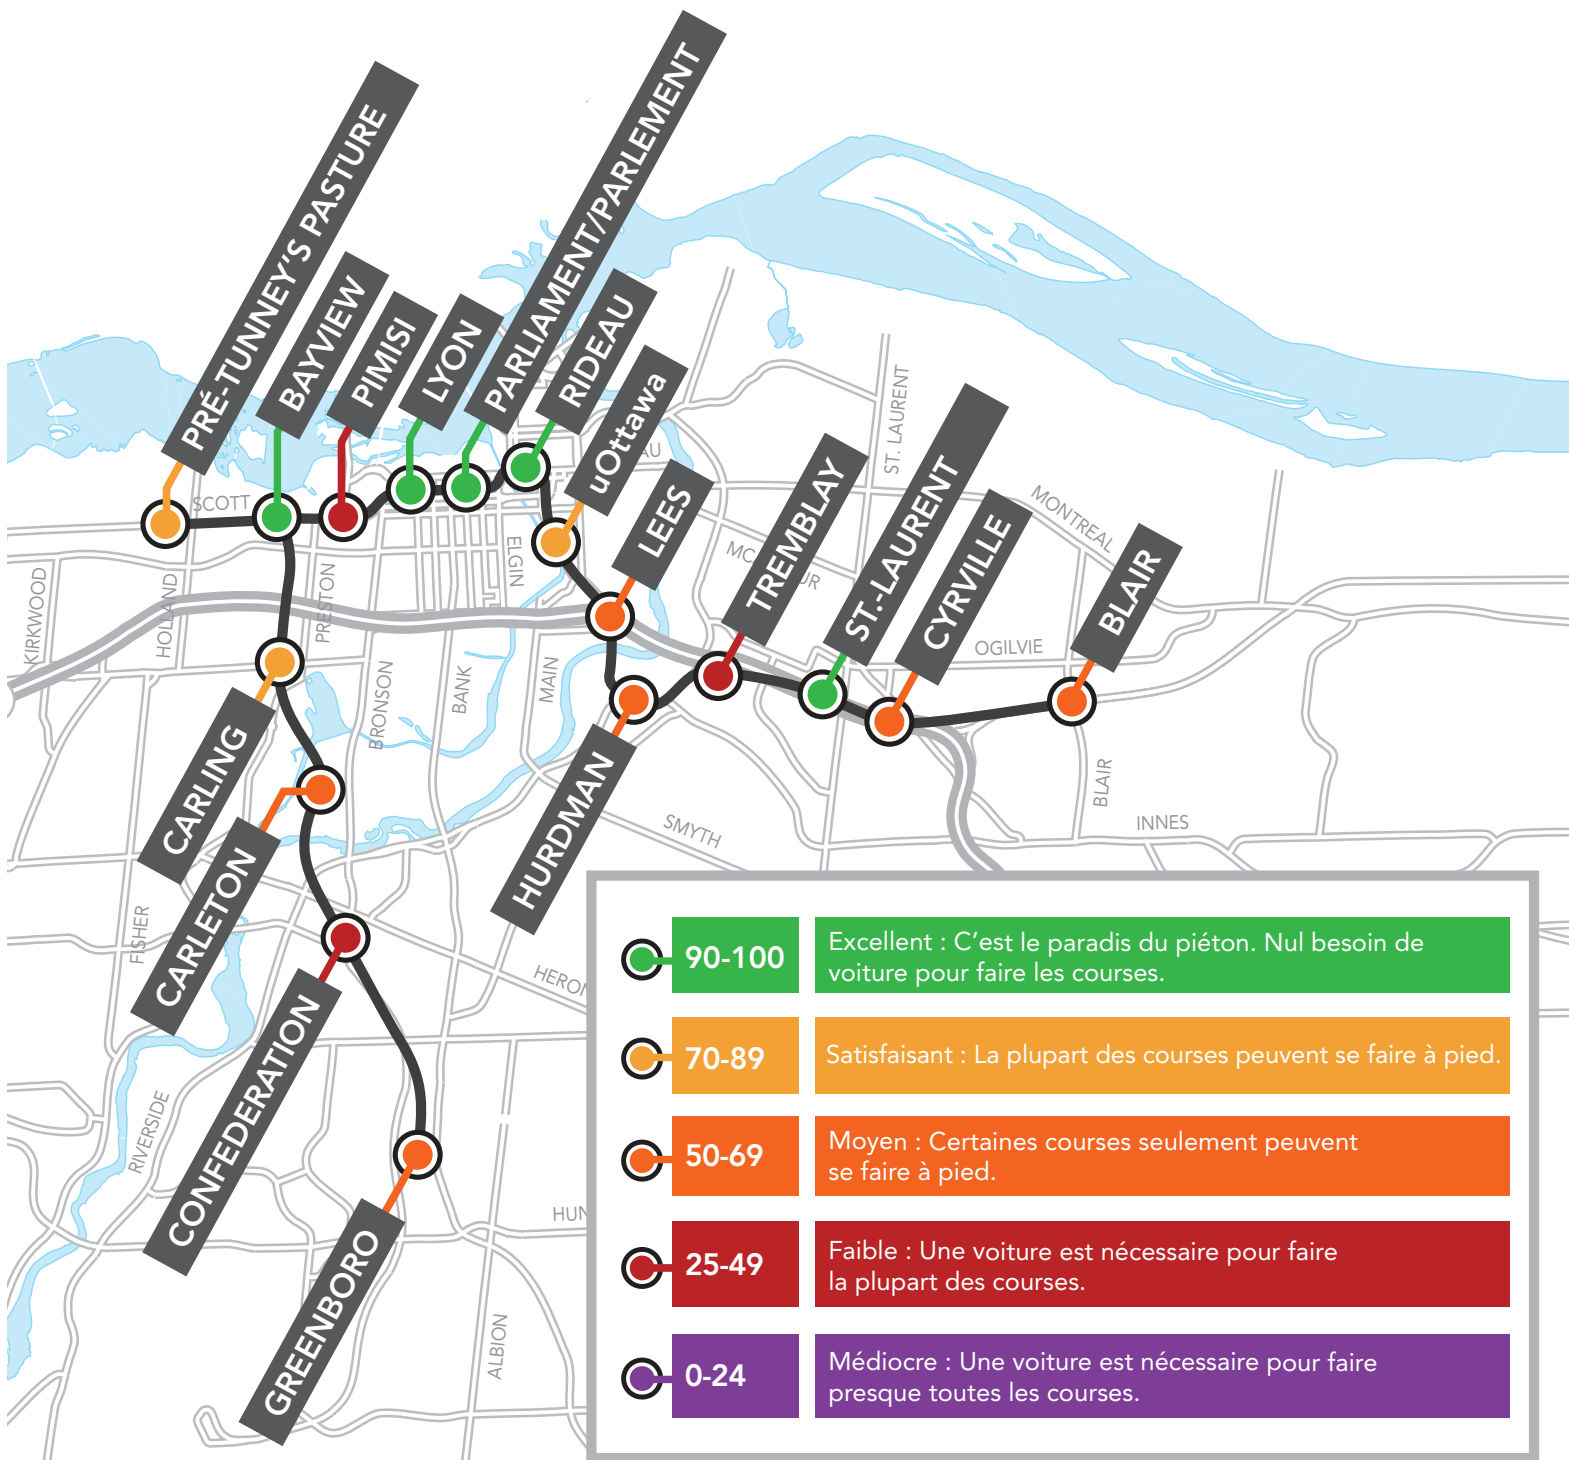 PRÉ-TUNNEY'S PASTURE
BAYVIEW
PIMISI
LYON
PARLIAMENT/PARLEMENT
RIDEAU
uOttawa
LEES
TREMBLAY
ST.-LAURENT
CYRVILLE
BLAIR
HURDMAN
CARLING
CARLETON
CONFEDERATION
GREENBORO
SCOTT
KIRKWOOD
HOLLAND
PRESTON
BRONSON
BANK
ELGIN
MAIN
ST. LAURENT
MONTREAL
OGILVIE
BLAIR
INNES
SMYTH
FISHER
HERON
RIVERSIDE
ALBION
90-100
Excellent : C'est le paradis du piéton. Nul besoin de
voiture pour faire les courses.
70-89
Satisfaisant : La plupart des courses peuvent se faire à pied.
50-69
Moyen : Certaines courses seulement peuvent
se faire à pied.
25-49
Faible : Une voiture est nécessaire pour faire
la plupart des courses.
0-24
Médiocre : Une voiture est nécessaire pour faire
presque toutes les courses.